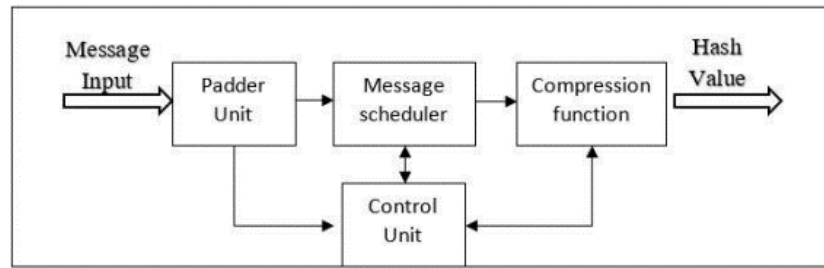 Message
Input
Padder
Unit
Message
scheduler
Compression
function
Hash
Value
Control
Unit